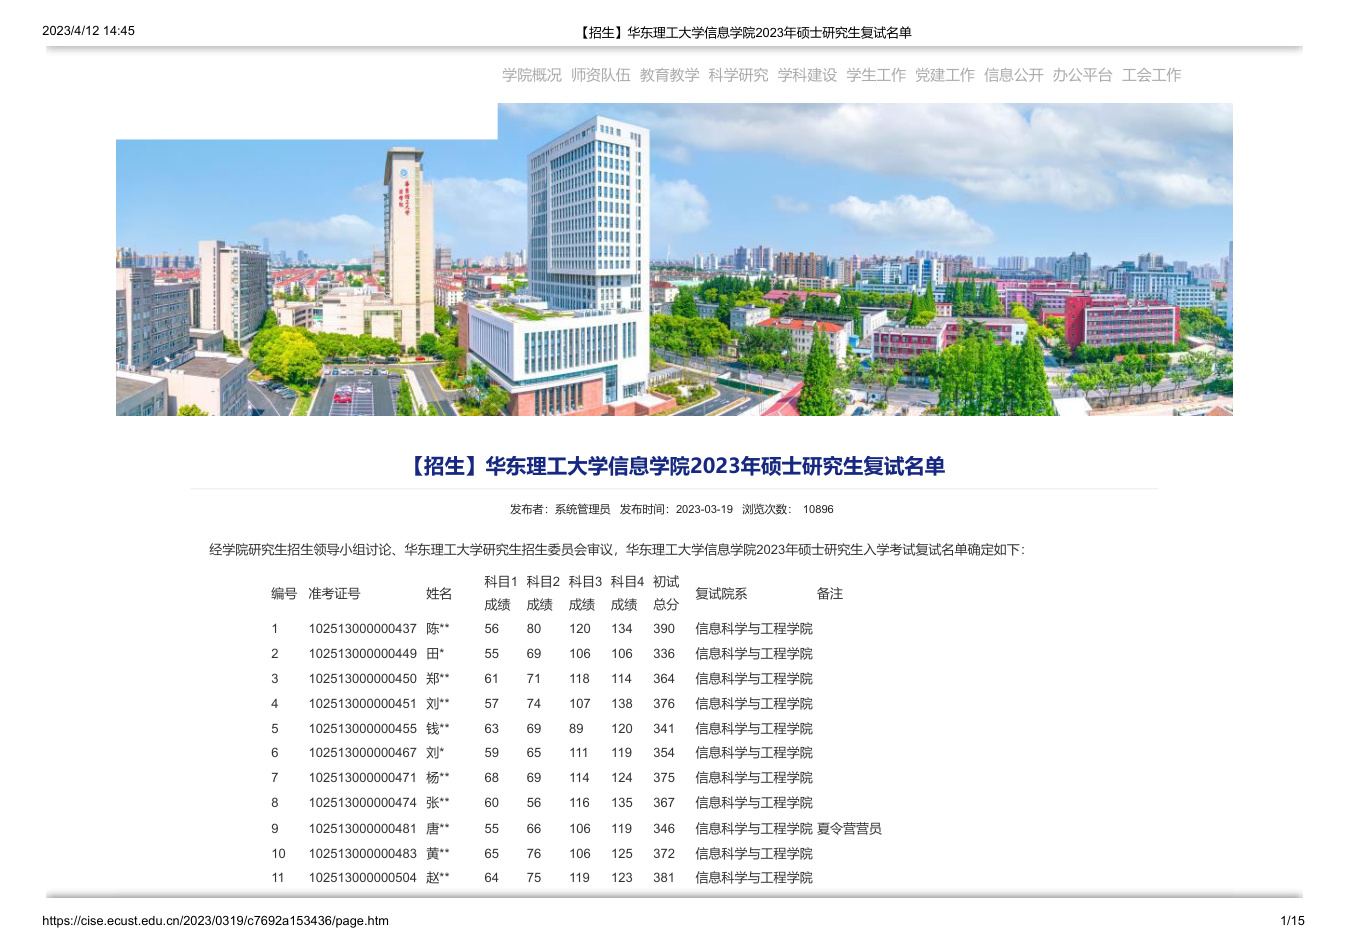 2023/4/12 14:45 【招生】华东理工大学信息学院2023年硕士研究生复试名单
学院概况 师资队伍 教育教学 科学研究 学科建设 学生工作 党建工作 信息公开 办公平台 工会工作
【招生】华东理工大学信息学院2023年硕士研究生复试名单
发布者：系统管理员 发布时间：2023-03-19 浏览次数： 10896
经学院研究生招生领导小组讨论、华东理工大学研究生招生委员会审议，华东理工大学信息学院2023年硕士研究生入学考试复试名单确定如下：
编号 准考证号 姓名 科目1成绩 科目2成绩 科目3成绩 科目4成绩 初试总分 复试院系 备注
1 102513000000437 陈** 56 80 120 134 390 信息科学与工程学院
2 102513000000449 田* 55 69 106 106 336 信息科学与工程学院
3 102513000000450 郑** 61 71 118 114 364 信息科学与工程学院
4 102513000000451 刘** 57 74 107 138 376 信息科学与工程学院
5 102513000000455 钱** 63 69 89 120 341 信息科学与工程学院
6 102513000000467 刘* 59 65 111 119 354 信息科学与工程学院
7 102513000000471 杨** 68 69 114 124 375 信息科学与工程学院
8 102513000000474 张** 60 56 116 135 367 信息科学与工程学院
9 102513000000481 唐** 55 66 106 119 346 信息科学与工程学院 夏令营营员
10 102513000000483 黄** 65 76 106 125 372 信息科学与工程学院
11 102513000000504 赵** 64 75 119 123 381 信息科学与工程学院
https://cise.ecust.edu.cn/2023/0319/c7692a153436/page.htm 1/15